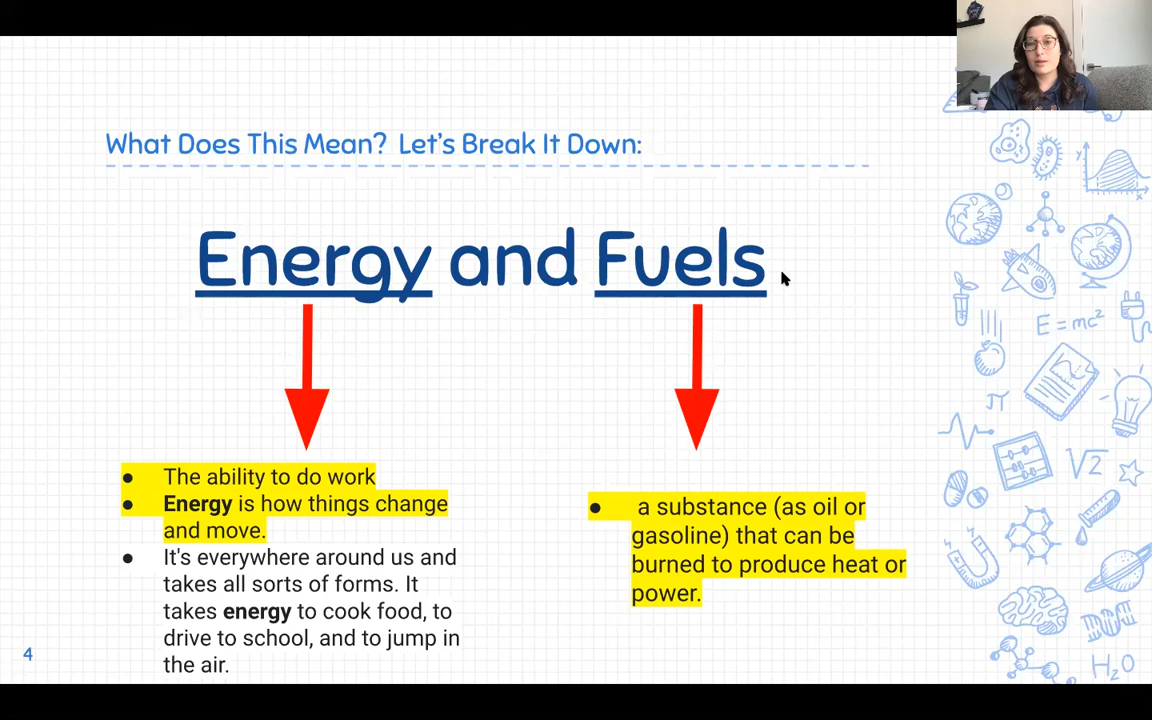 What Does This Mean? Let's Break It Down:
Energy and Fuels
● The ability to do work
● Energy is how things change
and move.
● It's everywhere around us and
takes all sorts of forms. It
takes energy to cook food, to
drive to school, and to jump in
the air.
● a substance (as oil or
gasoline) that can be
burned to produce heat or
power.
4
y
x
E = mc²
π
√2
H₂O